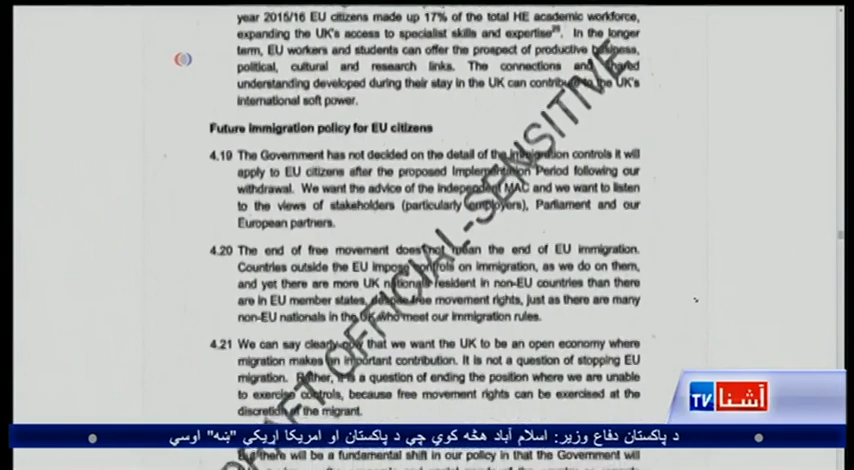 year 2015/16 EU citizens made up 17% of the total HE academic workforce,
expanding the UK's access to specialist skills and expertise. In the longer
term, EU workers and students can offer the prospect of productive business,
political, cultural and research links. The connections and shared
understanding developed during their stay in the UK can contribute to the UK's
international soft power.
Future immigration policy for EU citizens
4.19 The Government has not decided on the detail of the immigration controls it will
apply to EU citizens after the proposed Implementation Period following our
withdrawal. We want the advice of the independent MAC and we want to listen
to the views of stakeholders (particularly employers), Parliament and our
European partners.
4.20 The end of free movement does not mean the end of EU immigration.
Countries outside the EU impose controls on immigration, as we do on them,
and yet there are more UK nationals resident in non-EU countries than there
are in EU member states, despite free movement rights, just as there are many
non-EU nationals in the UK who meet our immigration rules.
4.21 We can say clearly now that we want the UK to be an open economy where
migration makes an important contribution. It is not a question of stopping EU
migration. Rather, it is a question of ending the position where we are unable
to exercise controls, because free movement rights can be exercised at the
discretion of the migrant.
But there will be a fundamental shift in our policy in that the Government will
DRAFT OFFICIAL-SENSITIVE
TV آشنا
د پاکستان دفاع وزیر: اسلام آباد هڅه کوي چې د پاکستان او امریکا اړیکې "ښه" اوسي